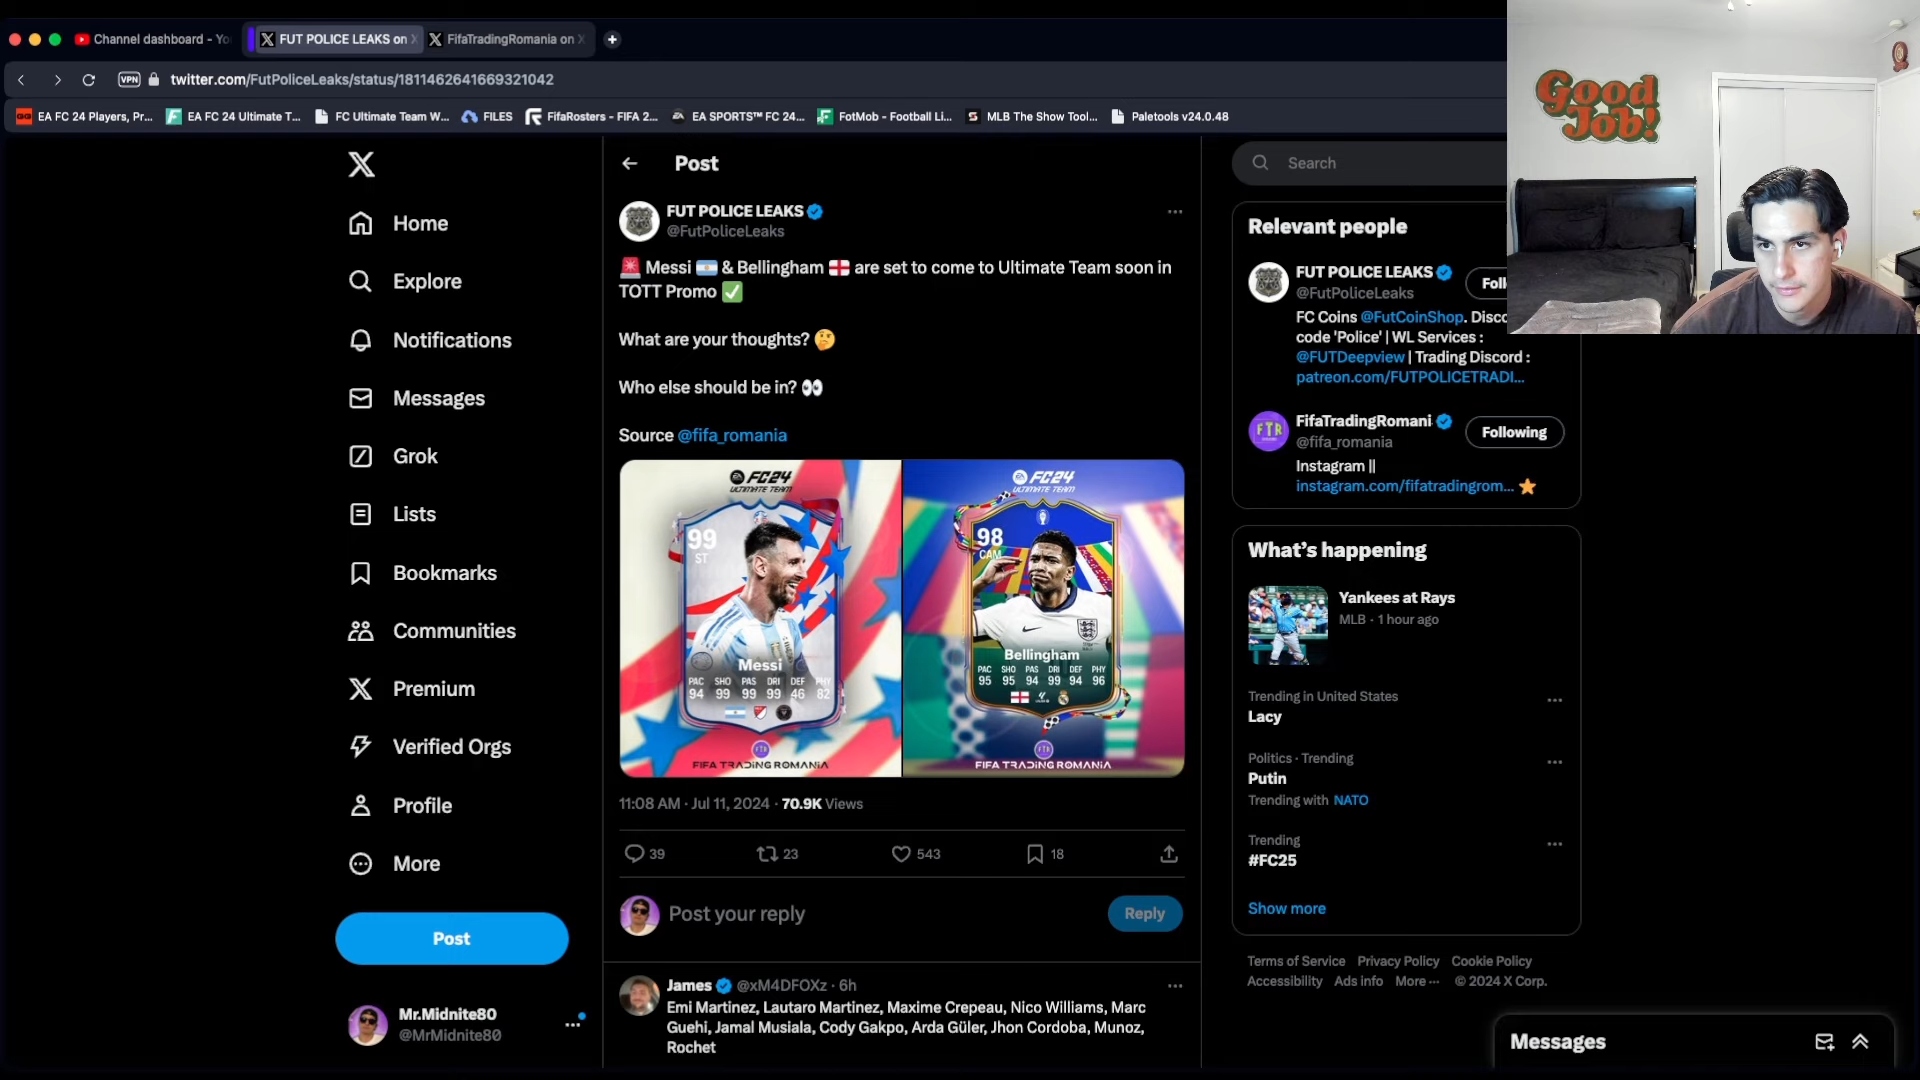 Channel dashboard - Yo
FUT POLICE LEAKS on X
FifaTradingRomania on X
VPN
twitter.com/FutPoliceLeaks/status/1811462641669321042
EA FC 24 Players, Pr...
EA FC 24 Ultimate T...
FC Ultimate Team W...
FILES
FifaRosters - FIFA 2...
EA SPORTS™ FC 24...
FotMob - Football Li...
MLB The Show Tool...
Paletools v24.0.48
Good
Job!
Home
Explore
Notifications
Messages
Grok
Lists
Bookmarks
Communities
Premium
Verified Orgs
Profile
More
Post
Mr.Midnite80
@MrMidnite80
Post
FUT POLICE LEAKS
@FutPoliceLeaks
🚨 Messi 🇦🇷 & Bellingham 🏴󠁧󠁢󠁥󠁮󠁧󠁿 are set to come to Ultimate Team soon in
TOTT Promo ✅
What are your thoughts? 🤔
Who else should be in? 👀
Source @fifa_romania
FC24
ULTIMATE TEAM
99
ST
Messi
PAC SHO PAS DRI DEF PHY
94 99 99 99 46 82
FTR
FIFA TRADING ROMANIA
FC24
ULTIMATE TEAM
98
CAM
Bellingham
PAC SHO PAS DRI DEF PHY
95 95 94 99 94 96
FTR
FIFA TRADING ROMANIA
11:08 AM · Jul 11, 2024 · 70.9K Views
39
23
543
18
Post your reply
Reply
James @xM4DFOXz · 6h
Emi Martinez, Lautaro Martinez, Maxime Crepeau, Nico Williams, Marc
Guehi, Jamal Musiala, Cody Gakpo, Arda Güler, Jhon Cordoba, Munoz,
Rochet
Search
Relevant people
FUT POLICE LEAKS
@FutPoliceLeaks
Foll
FC Coins @FutCoinShop. Disco
code 'Police' | WL Services :
@FUTDeepview | Trading Discord :
patreon.com/FUTPOLICETRADI...
FTR
FifaTradingRomani
@fifa_romania
Following
Instagram ||
instagram.com/fifatradingrom... ⭐
What's happening
Yankees at Rays
MLB · 1 hour ago
Trending in United States
Lacy
Politics · Trending
Putin
Trending with NATO
Trending
#FC25
Show more
Terms of Service Privacy Policy Cookie Policy
Accessibility Ads info More ··· © 2024 X Corp.
Messages